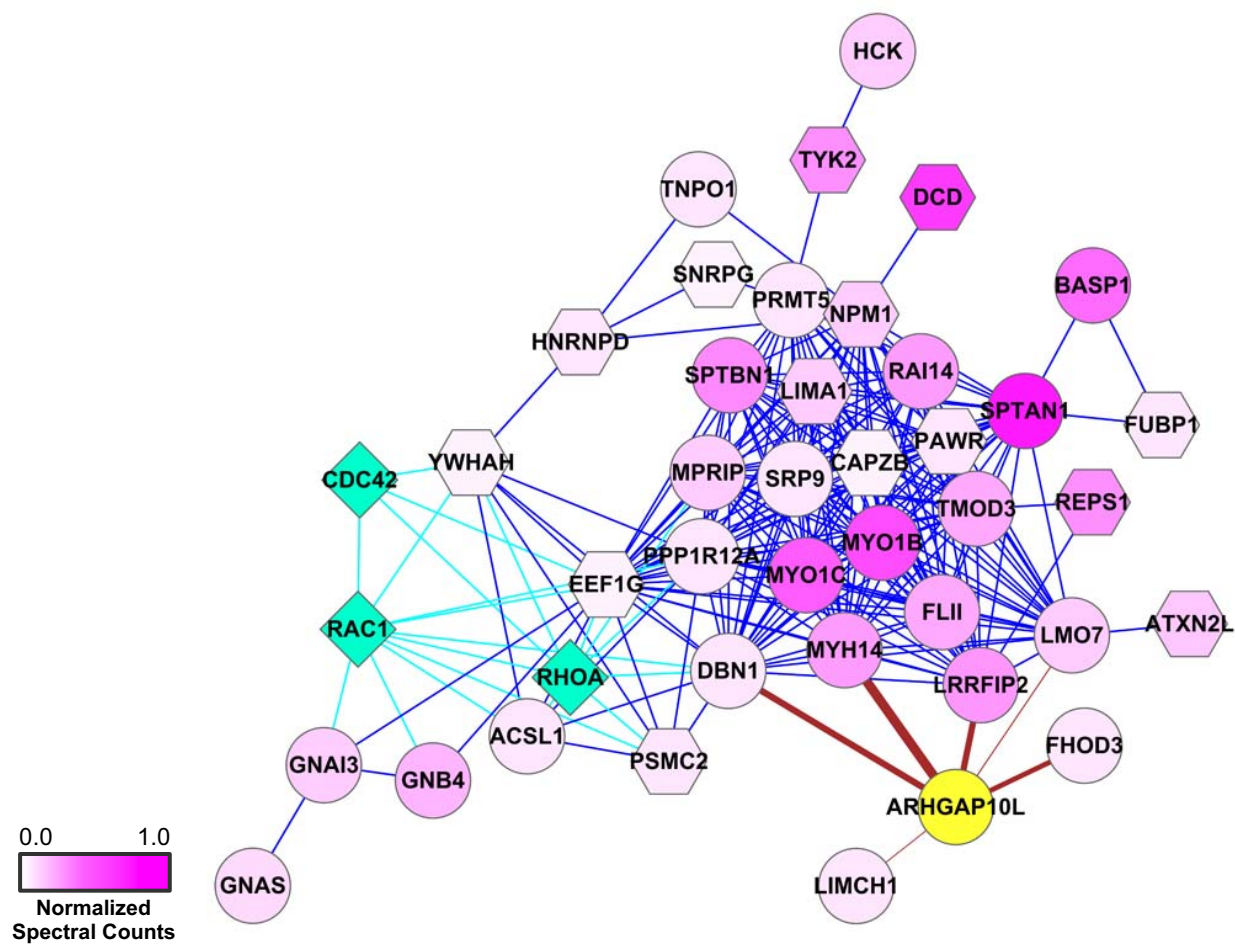 HCK
TYK2
TNPO1
DCD
SNRPG
BASP1
PRMT5
NPM1
HNRNPD
SPTBN1
RAI14
LIMA1
SPTAN1
FUBP1
PAWR
YWHAH
CAPZB
MPRIP
SRP9
CDC42
REPS1
TMOD3
MYO1B
PPP1R12A
MYO1C
EEF1G
FLII
ATXN2L
RAC1
LMO7
MYH14
DBN1
RHOA
LRRFIP2
ACSL1
FHOD3
PSMC2
GNAI3
GNB4
ARHGAP10L
0.0 1.0
GNAS
LIMCH1
Normalized
Spectral Counts